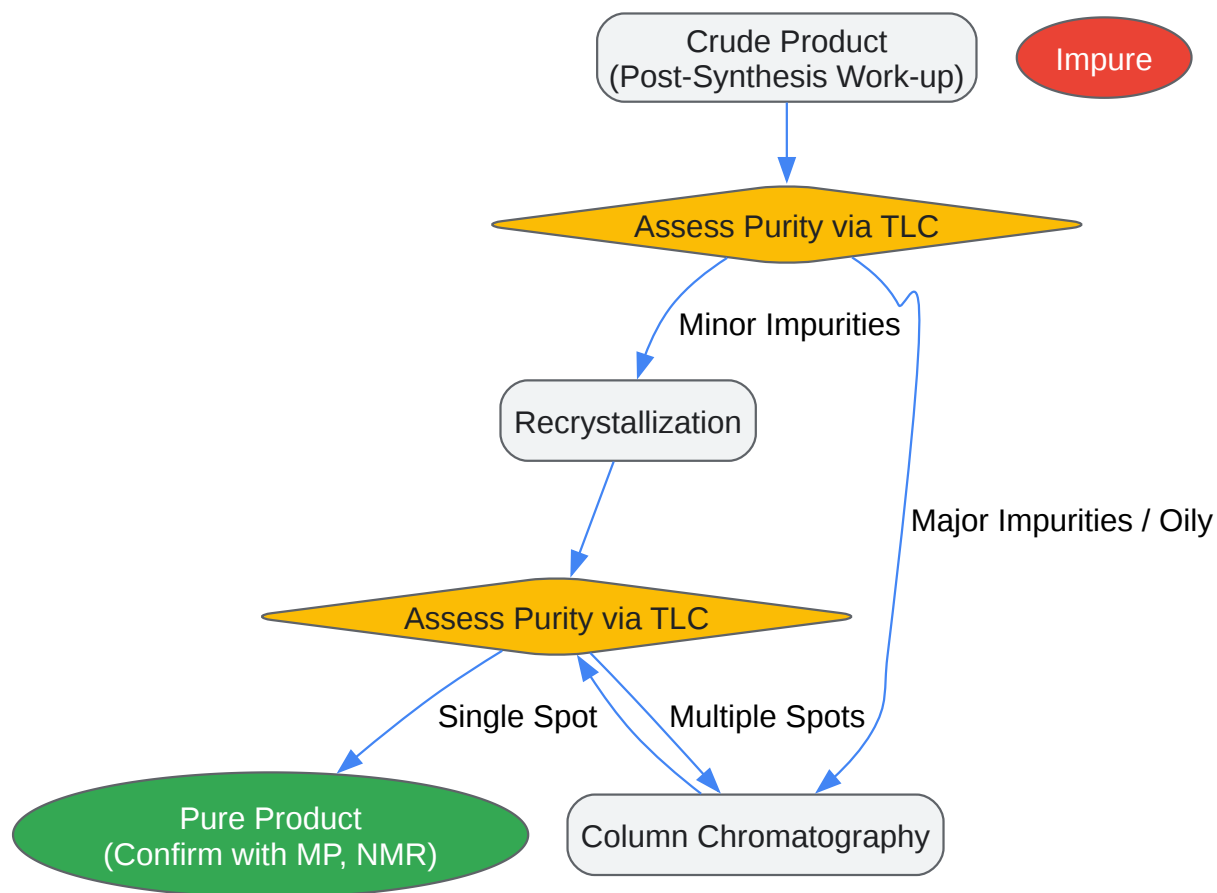 Crude Product
(Post-Synthesis Work-up)
Impure
Assess Purity via TLC
Minor Impurities
Recrystallization
Major Impurities / Oily
Assess Purity via TLC
Single Spot
Multiple Spots
Pure Product
(Confirm with MP, NMR)
Column Chromatography